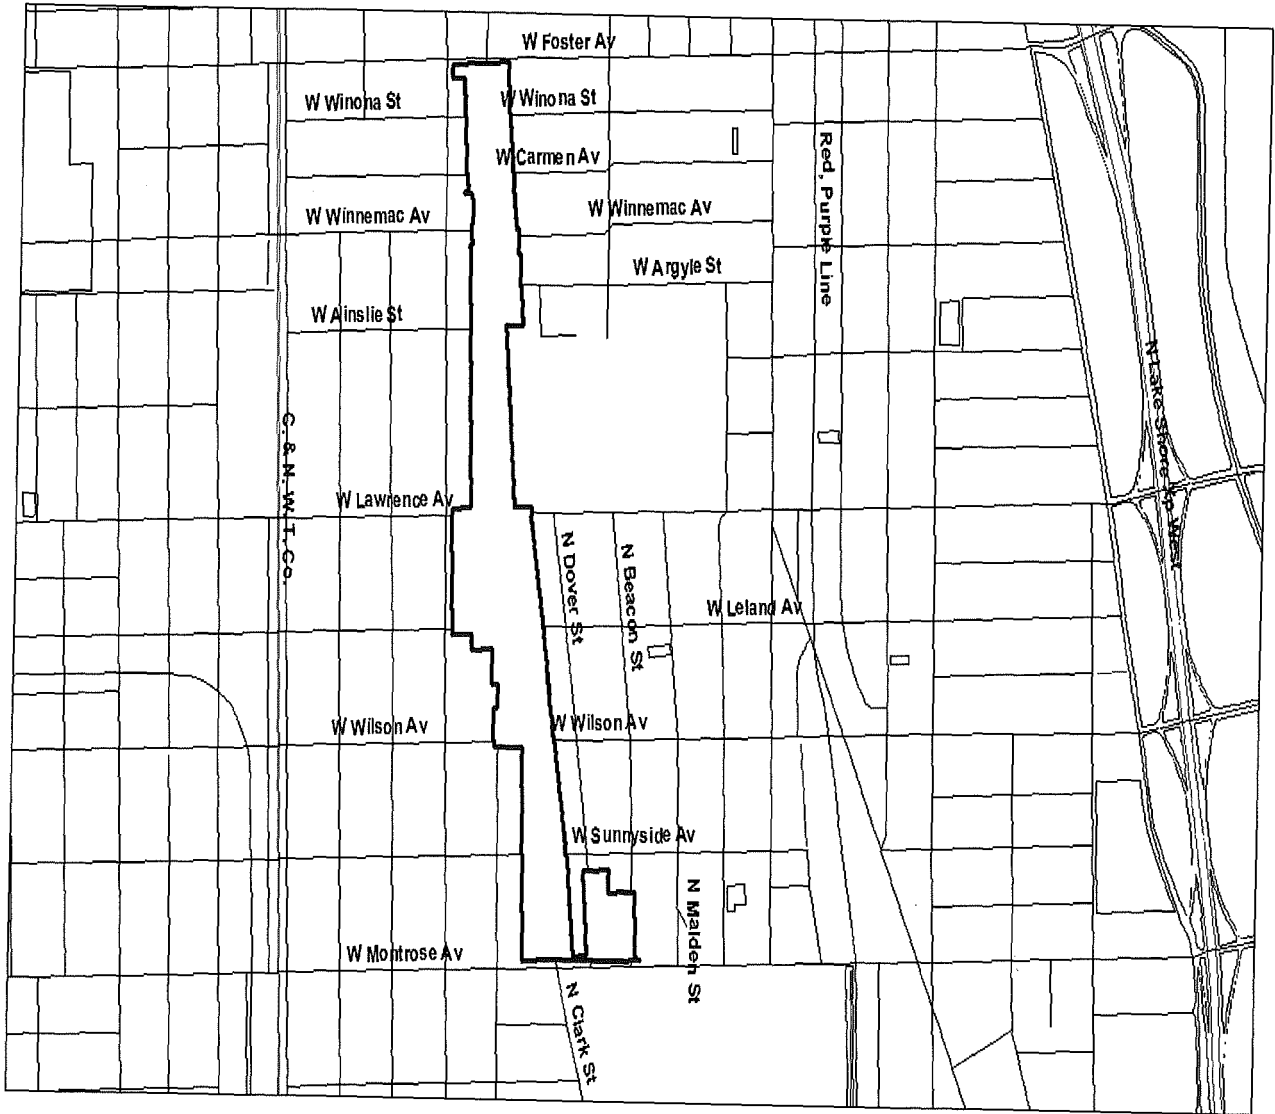 W Foster Av
W Winona St
W Winona St
W Carmen Av
Red, Purple Line
W Winnemac Av
W Winnemac Av
W Argyle St
W Ainslie St
C. & N. W. T. Co.
N Lake Shore Xp West
W Lawrence Av
N Dover St
N Beacon St
W Leland Av
W Wilson Av
W Wilson Av
W Sunnyside Av
N Malden St
W Montrose Av
N Clark St